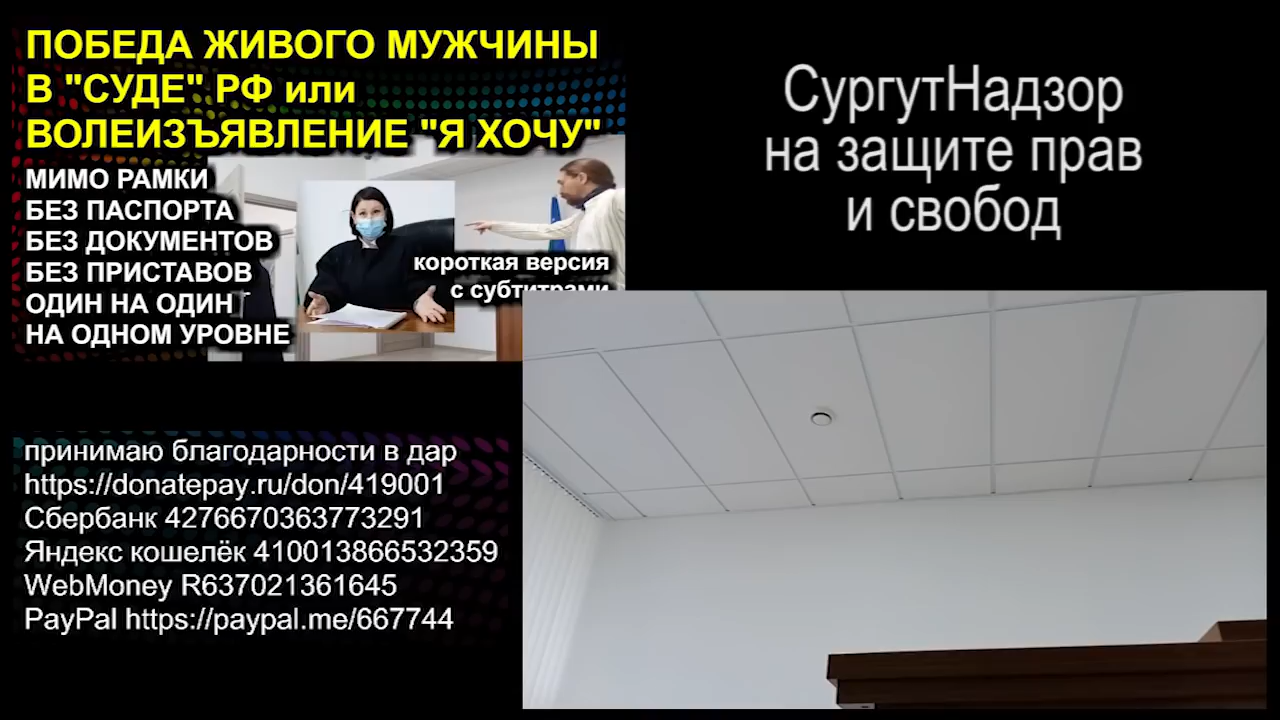 ПОБЕДА ЖИВОГО МУЖЧИНЫ
В "СУДЕ" РФ или
ВОЛЕИЗЪЯВЛЕНИЕ "Я ХОЧУ"
МИМО РАМКИ
БЕЗ ПАСПОРТА
БЕЗ ДОКУМЕНТОВ
БЕЗ ПРИСТАВОВ
ОДИН НА ОДИН
НА ОДНОМ УРОВНЕ
короткая версия
с субтитрами
СургутНадзор
на защите прав
и свобод
принимаю благодарности в дар
https://donatepay.ru/don/419001
Сбербанк 4276670363773291
Яндекс кошелёк 410013866532359
WebMoney R637021361645
PayPal https://paypal.me/667744